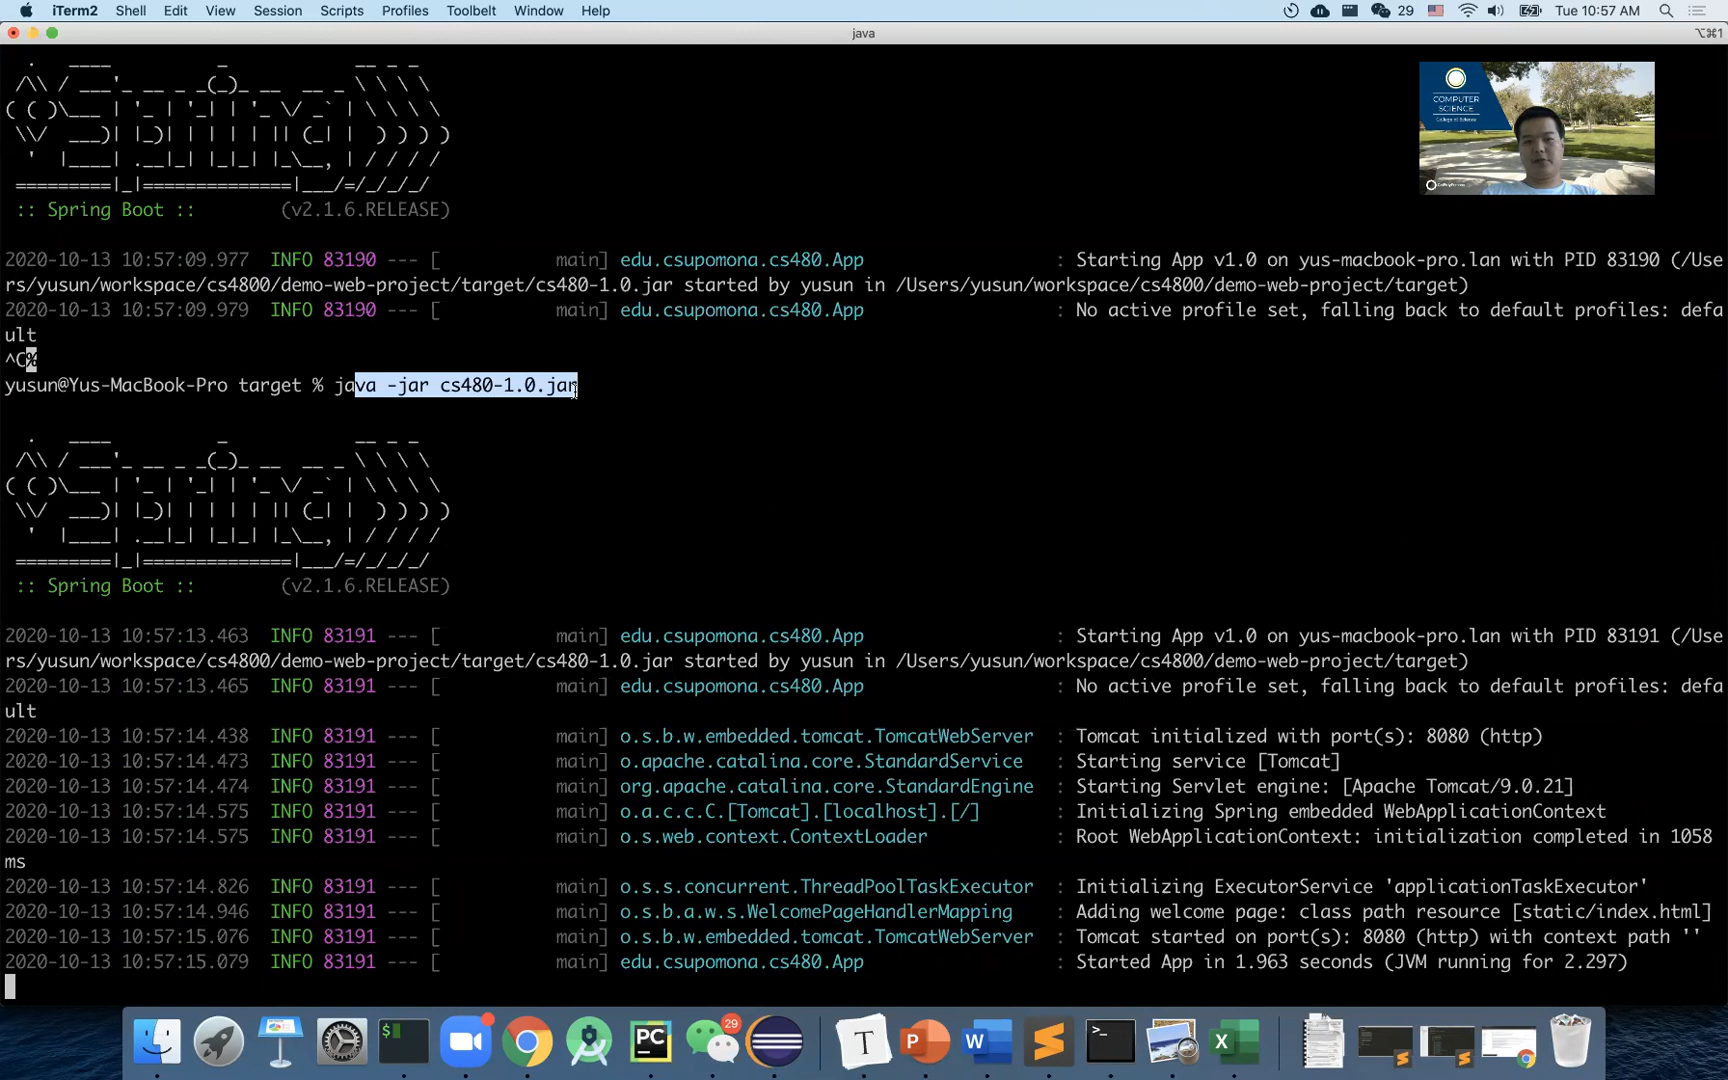 iTerm2 Shell Edit View Session Scripts Profiles Toolbelt Window Help 29 Tue 10:57 AM
java ⌥⌘1
COMPUTER
SCIENCE
College of Science
:: Spring Boot :: (v2.1.6.RELEASE)
2020-10-13 10:57:09.977 INFO 83190 --- [ main] edu.csupomona.cs480.App : Starting App v1.0 on yus-macbook-pro.lan with PID 83190 (/Use
rs/yusun/workspace/cs4800/demo-web-project/target/cs480-1.0.jar started by yusun in /Users/yusun/workspace/cs4800/demo-web-project/target)
2020-10-13 10:57:09.979 INFO 83190 --- [ main] edu.csupomona.cs480.App : No active profile set, falling back to default profiles: defa
ult
^C%
yusun@Yus-MacBook-Pro target % java -jar cs480-1.0.jar
:: Spring Boot :: (v2.1.6.RELEASE)
2020-10-13 10:57:13.463 INFO 83191 --- [ main] edu.csupomona.cs480.App : Starting App v1.0 on yus-macbook-pro.lan with PID 83191 (/Use
rs/yusun/workspace/cs4800/demo-web-project/target/cs480-1.0.jar started by yusun in /Users/yusun/workspace/cs4800/demo-web-project/target)
2020-10-13 10:57:13.465 INFO 83191 --- [ main] edu.csupomona.cs480.App : No active profile set, falling back to default profiles: defa
ult
2020-10-13 10:57:14.438 INFO 83191 --- [ main] o.s.b.w.embedded.tomcat.TomcatWebServer : Tomcat initialized with port(s): 8080 (http)
2020-10-13 10:57:14.473 INFO 83191 --- [ main] o.apache.catalina.core.StandardService : Starting service [Tomcat]
2020-10-13 10:57:14.474 INFO 83191 --- [ main] org.apache.catalina.core.StandardEngine : Starting Servlet engine: [Apache Tomcat/9.0.21]
2020-10-13 10:57:14.575 INFO 83191 --- [ main] o.a.c.c.C.[Tomcat].[localhost].[/] : Initializing Spring embedded WebApplicationContext
2020-10-13 10:57:14.575 INFO 83191 --- [ main] o.s.web.context.ContextLoader : Root WebApplicationContext: initialization completed in 1058
ms
2020-10-13 10:57:14.826 INFO 83191 --- [ main] o.s.s.concurrent.ThreadPoolTaskExecutor : Initializing ExecutorService 'applicationTaskExecutor'
2020-10-13 10:57:14.946 INFO 83191 --- [ main] o.s.b.a.w.s.WelcomePageHandlerMapping : Adding welcome page: class path resource [static/index.html]
2020-10-13 10:57:15.076 INFO 83191 --- [ main] o.s.b.w.embedded.tomcat.TomcatWebServer : Tomcat started on port(s): 8080 (http) with context path ''
2020-10-13 10:57:15.079 INFO 83191 --- [ main] edu.csupomona.cs480.App : Started App in 1.963 seconds (JVM running for 2.297)
$ PC 29 T P W S >_ X